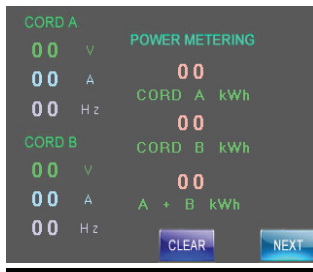 CORD A
00 V
00 A
00 Hz
CORD B
00 V
00 A
00 Hz
POWER METERING
00
CORD A kWh
00
CORD B kWh
00
A + B kWh
CLEAR
NEXT